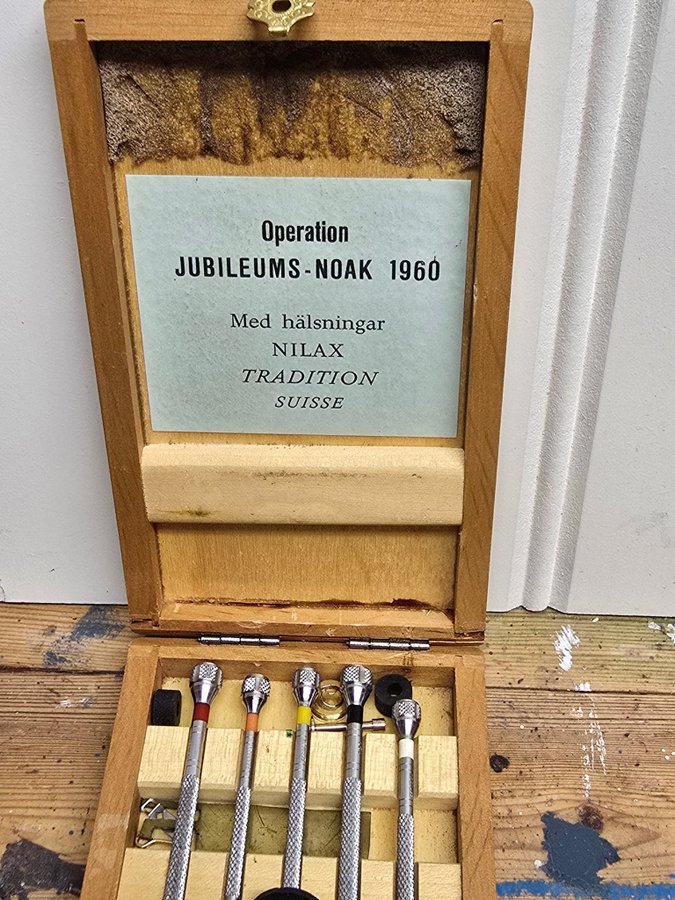 Operation
JUBILEUMS-NOAK 1960
Med hälsningar
NILAX
TRADITION
SUISSE